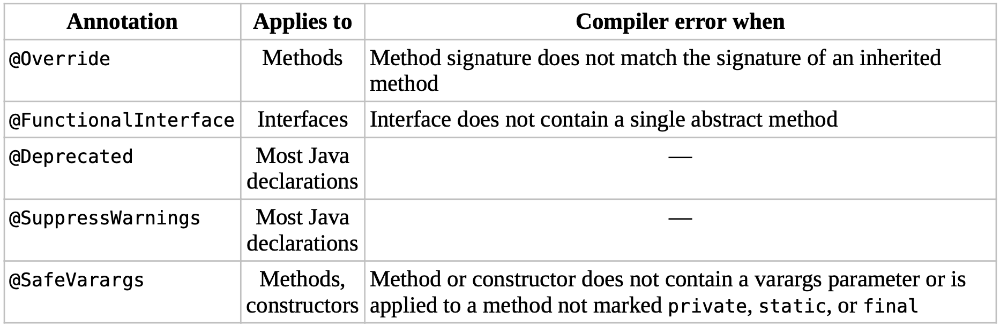 Annotation Applies to Compiler error when
@Override Methods Method signature does not match the signature of an inherited
method
@FunctionalInterface Interfaces Interface does not contain a single abstract method
@Deprecated Most Java —
declarations
@SuppressWarnings Most Java —
declarations
@SafeVarargs Methods, Method or constructor does not contain a varargs parameter or is
constructors applied to a method not marked private, static, or final